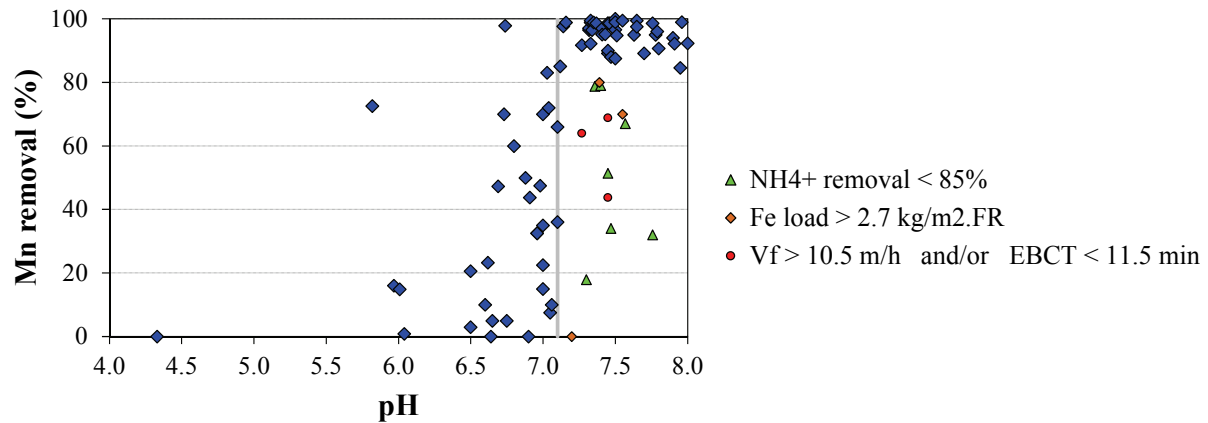 100
80
60
40
20
0
Mn removal (%)
4.0 4.5 5.0 5.5 6.0 6.5 7.0 7.5 8.0
pH
NH4+ removal < 85%
Fe load > 2.7 kg/m2.FR
Vf > 10.5 m/h and/or EBCT < 11.5 min